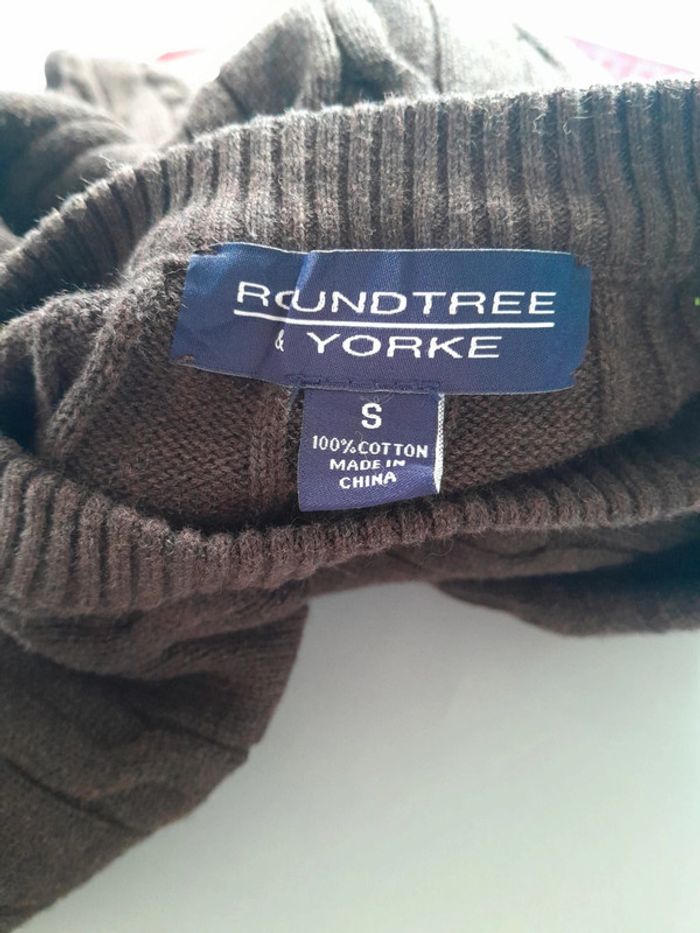 ROUNDTREE
& YORKE
S
100% COTTON
MADE IN
CHINA